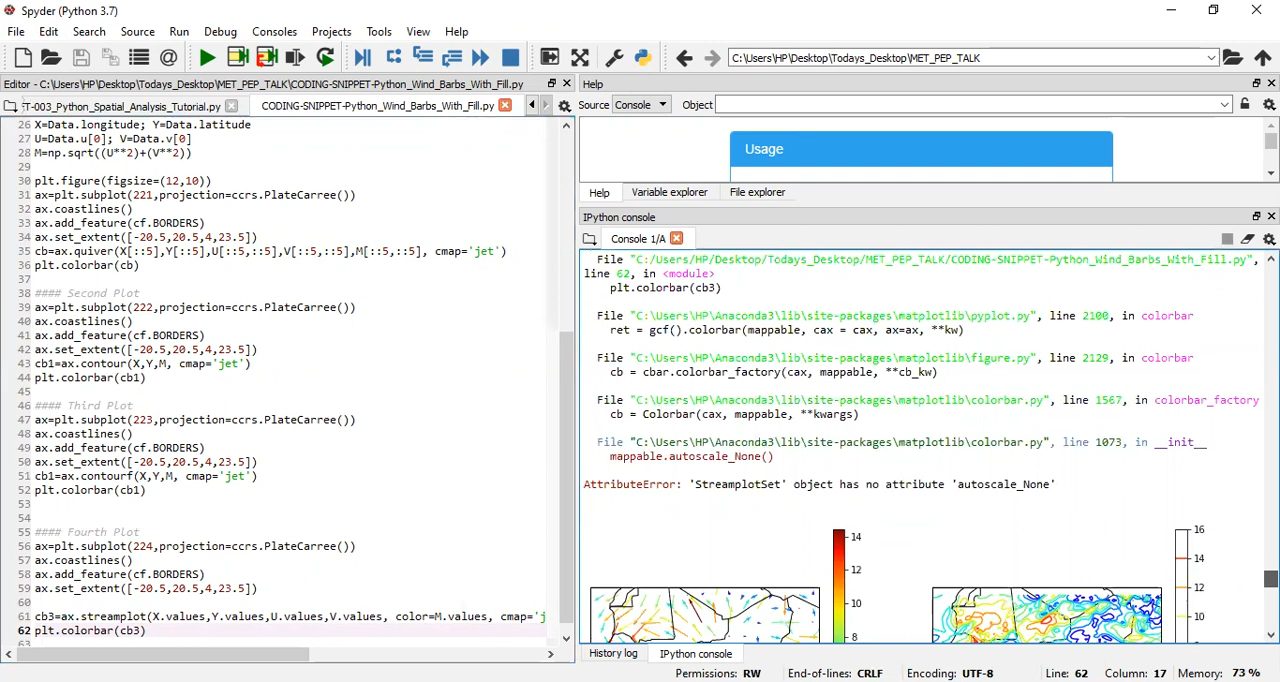 Spyder (Python 3.7)
File Edit Search Source Run Debug Consoles Projects Tools View Help
C:\Users\HP\Desktop\Todays_Desktop\MET_PEP_TALK
Editor - C:\Users\HP\Desktop\Todays_Desktop\MET_PEP_TALK\CODING-SNIPPET-Python_Wind_Barbs_With_Fill.py
T-003_Python_Spatial_Analysis_Tutorial.py CODING-SNIPPET-Python_Wind_Barbs_With_Fill.py
26 X=Data.longitude; Y=Data.latitude
27 U=Data.u[0]; V=Data.v[0]
28 M=np.sqrt((U**2)+(V**2))
29
30 plt.figure(figsize=(12,10))
31 ax=plt.subplot(221,projection=ccrs.PlateCarree())
32 ax.coastlines()
33 ax.add_feature(cf.BORDERS)
34 ax.set_extent([-20.5,20.5,4,23.5])
35 cb=ax.quiver(X[::5],Y[::5],U[::5,::5],V[::5,::5],M[::5,::5], cmap='jet')
36 plt.colorbar(cb)
37
38 #### Second Plot
39 ax=plt.subplot(222,projection=ccrs.PlateCarree())
40 ax.coastlines()
41 ax.add_feature(cf.BORDERS)
42 ax.set_extent([-20.5,20.5,4,23.5])
43 cb1=ax.contour(X,Y,M, cmap='jet')
44 plt.colorbar(cb1)
45
46 #### Third Plot
47 ax=plt.subplot(223,projection=ccrs.PlateCarree())
48 ax.coastlines()
49 ax.add_feature(cf.BORDERS)
50 ax.set_extent([-20.5,20.5,4,23.5])
51 cb1=ax.contourf(X,Y,M, cmap='jet')
52 plt.colorbar(cb1)
53
54
55 #### Fourth Plot
56 ax=plt.subplot(224,projection=ccrs.PlateCarree())
57 ax.coastlines()
58 ax.add_feature(cf.BORDERS)
59 ax.set_extent([-20.5,20.5,4,23.5])
60
61 cb3=ax.streamplot(X.values,Y.values,U.values,V.values, color=M.values, cmap='j
62 plt.colorbar(cb3)
63
Help
Source Console Object
Usage
Help Variable explorer File explorer
IPython console
Console 1/A
File "C:/Users/HP/Desktop/Todays_Desktop/MET_PEP_TALK/CODING-SNIPPET-Python_Wind_Barbs_With_Fill.py",
line 62, in <module>
plt.colorbar(cb3)
File "C:\Users\HP\Anaconda3\lib\site-packages\matplotlib\pyplot.py", line 2100, in colorbar
ret = gcf().colorbar(mappable, cax = cax, ax=ax, **kw)
File "C:\Users\HP\Anaconda3\lib\site-packages\matplotlib\figure.py", line 2129, in colorbar
cb = cbar.colorbar_factory(cax, mappable, **cb_kw)
File "C:\Users\HP\Anaconda3\lib\site-packages\matplotlib\colorbar.py", line 1567, in colorbar_factory
cb = Colorbar(cax, mappable, **kwargs)
File "C:\Users\HP\Anaconda3\lib\site-packages\matplotlib\colorbar.py", line 1073, in __init__
mappable.autoscale_None()
AttributeError: 'StreamplotSet' object has no attribute 'autoscale_None'
14
12
10
8
16
14
12
10
History log IPython console
Permissions: RW End-of-lines: CRLF Encoding: UTF-8 Line: 62 Column: 17 Memory: 73 %